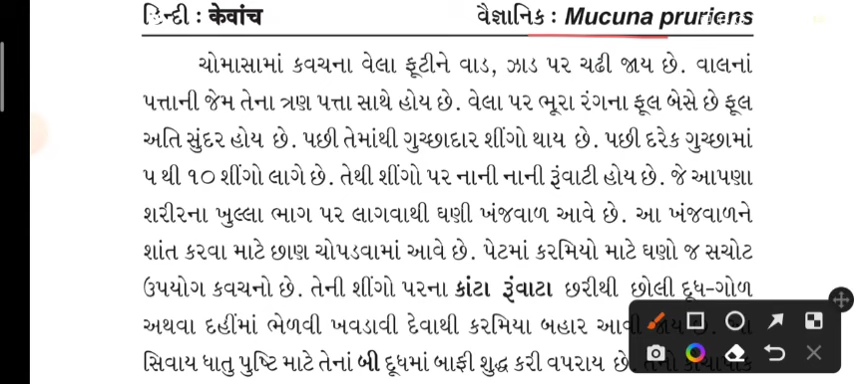 હિન્દી : केवांच વૈજ્ઞાનિક : Mucuna pruriens
ચોમાસામાં કવચના વેલા ફૂટીને વાડ, ઝાડ પર ચઢી જાય છે. વાલનાં
પત્તાની જેમ તેના ત્રણ પત્તા સાથે હોય છે. વેલા પર ભૂરા રંગના ફૂલ બેસે છે ફૂલ
અતિ સુંદર હોય છે. પછી તેમાંથી ગુચ્છાદાર શીંગો થાય છે. પછી દરેક ગુચ્છામાં
૫ થી ૧૦ શીંગો લાગે છે. તેથી શીંગો પર નાની નાની રૂંવાટી હોય છે. જે આપણા
શરીરના ખુલ્લા ભાગ પર લાગવાથી ઘણી ખંજવાળ આવે છે. આ ખંજવાળને
શાંત કરવા માટે છાણ ચોપડવામાં આવે છે. પેટમાં કરમિયો માટે ઘણો જ સચોટ
ઉપયોગ કવચનો છે. તેની શીંગો પરના કાંટા રૂંવાટા છરીથી છોલી દૂધ-ગોળ
અથવા દહીંમાં ભેળવી ખવડાવી દેવાથી કરમિયા બહાર આવી જાય છે. આ
સિવાય ધાતુ પુષ્ટિ માટે તેનાં બી દૂધમાં બાફી શુદ્ધ કરી વપરાય છે.